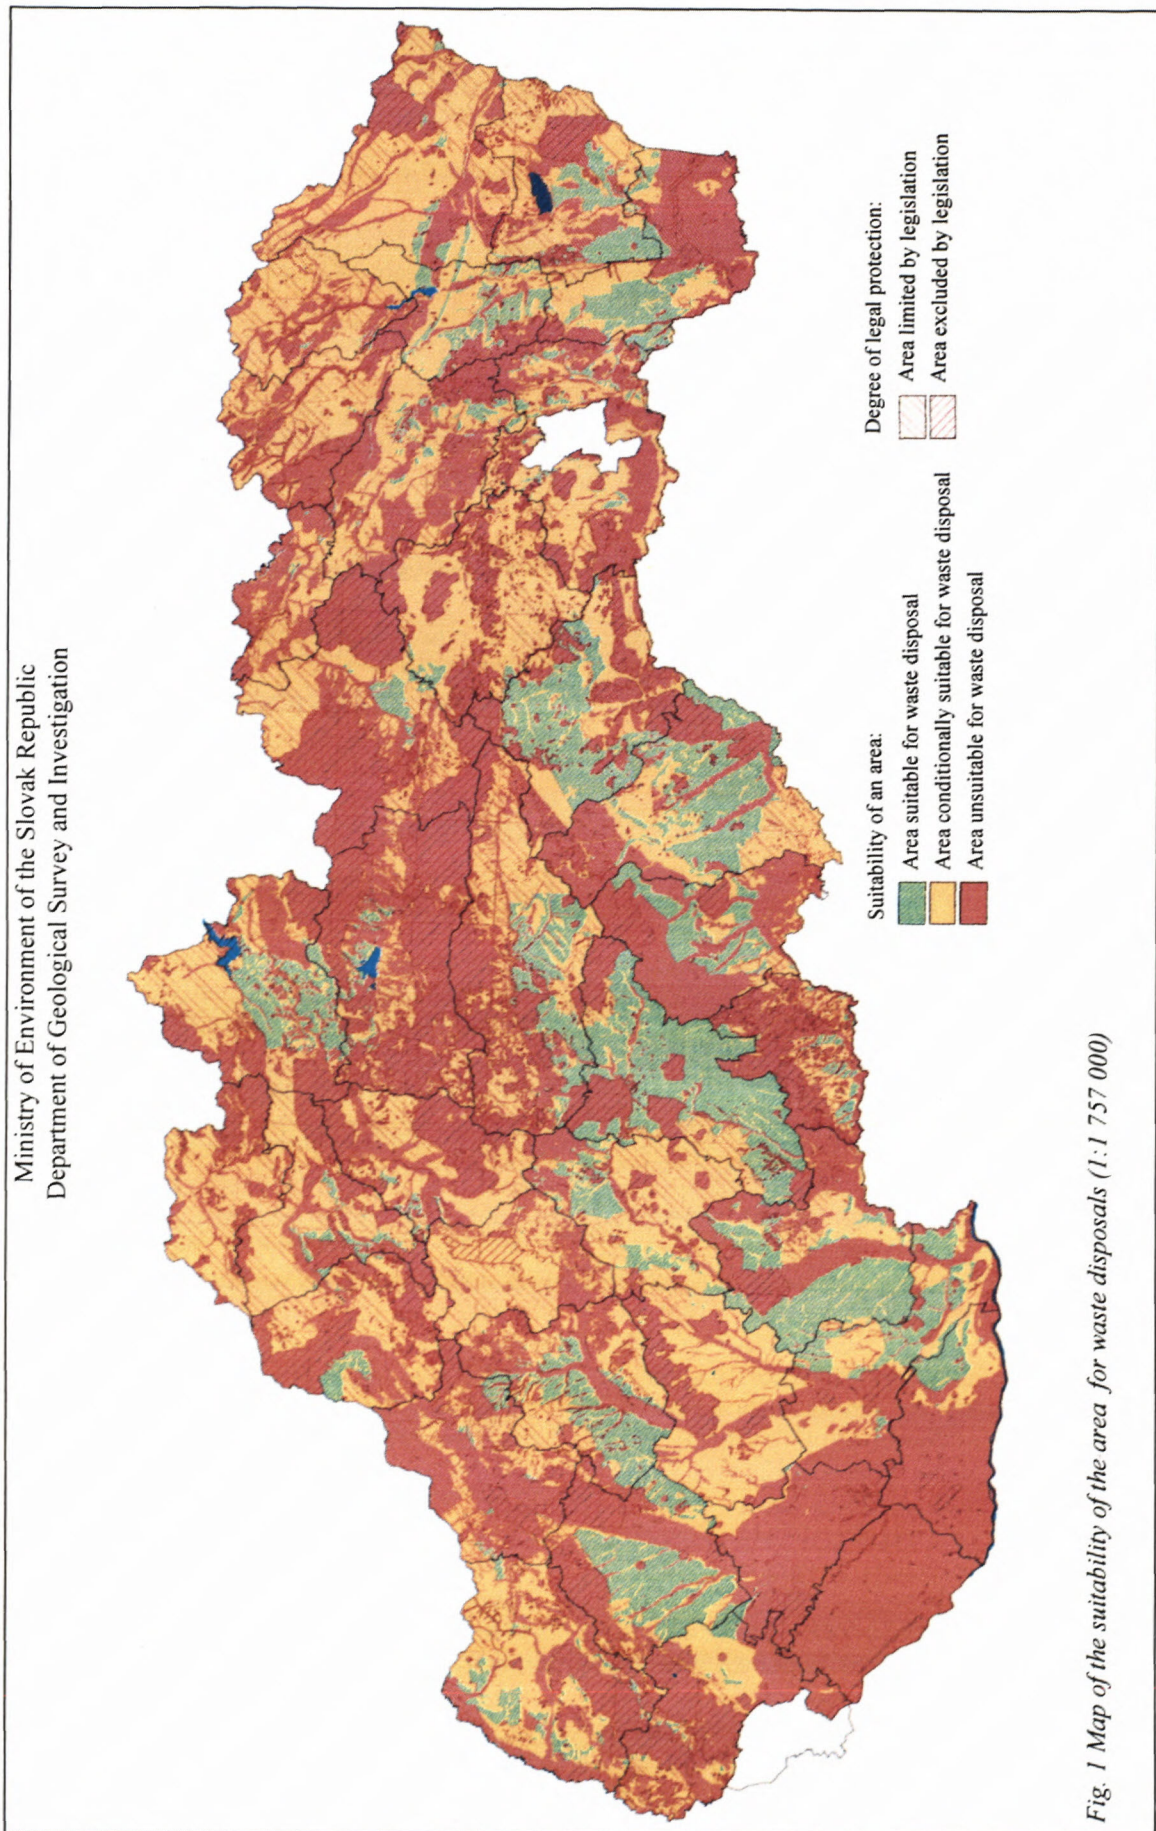 Ministry of Environment of the Slovak Republic
Department of Geological Survey and Investigation
Suitability of an area:
Area suitable for waste disposal
Area conditionally suitable for waste disposal
Area unsuitable for waste disposal
Degree of legal protection:
Area limited by legislation
Area excluded by legislation
Fig. 1 Map of the suitability of the area for waste disposals (1:1 757 000)